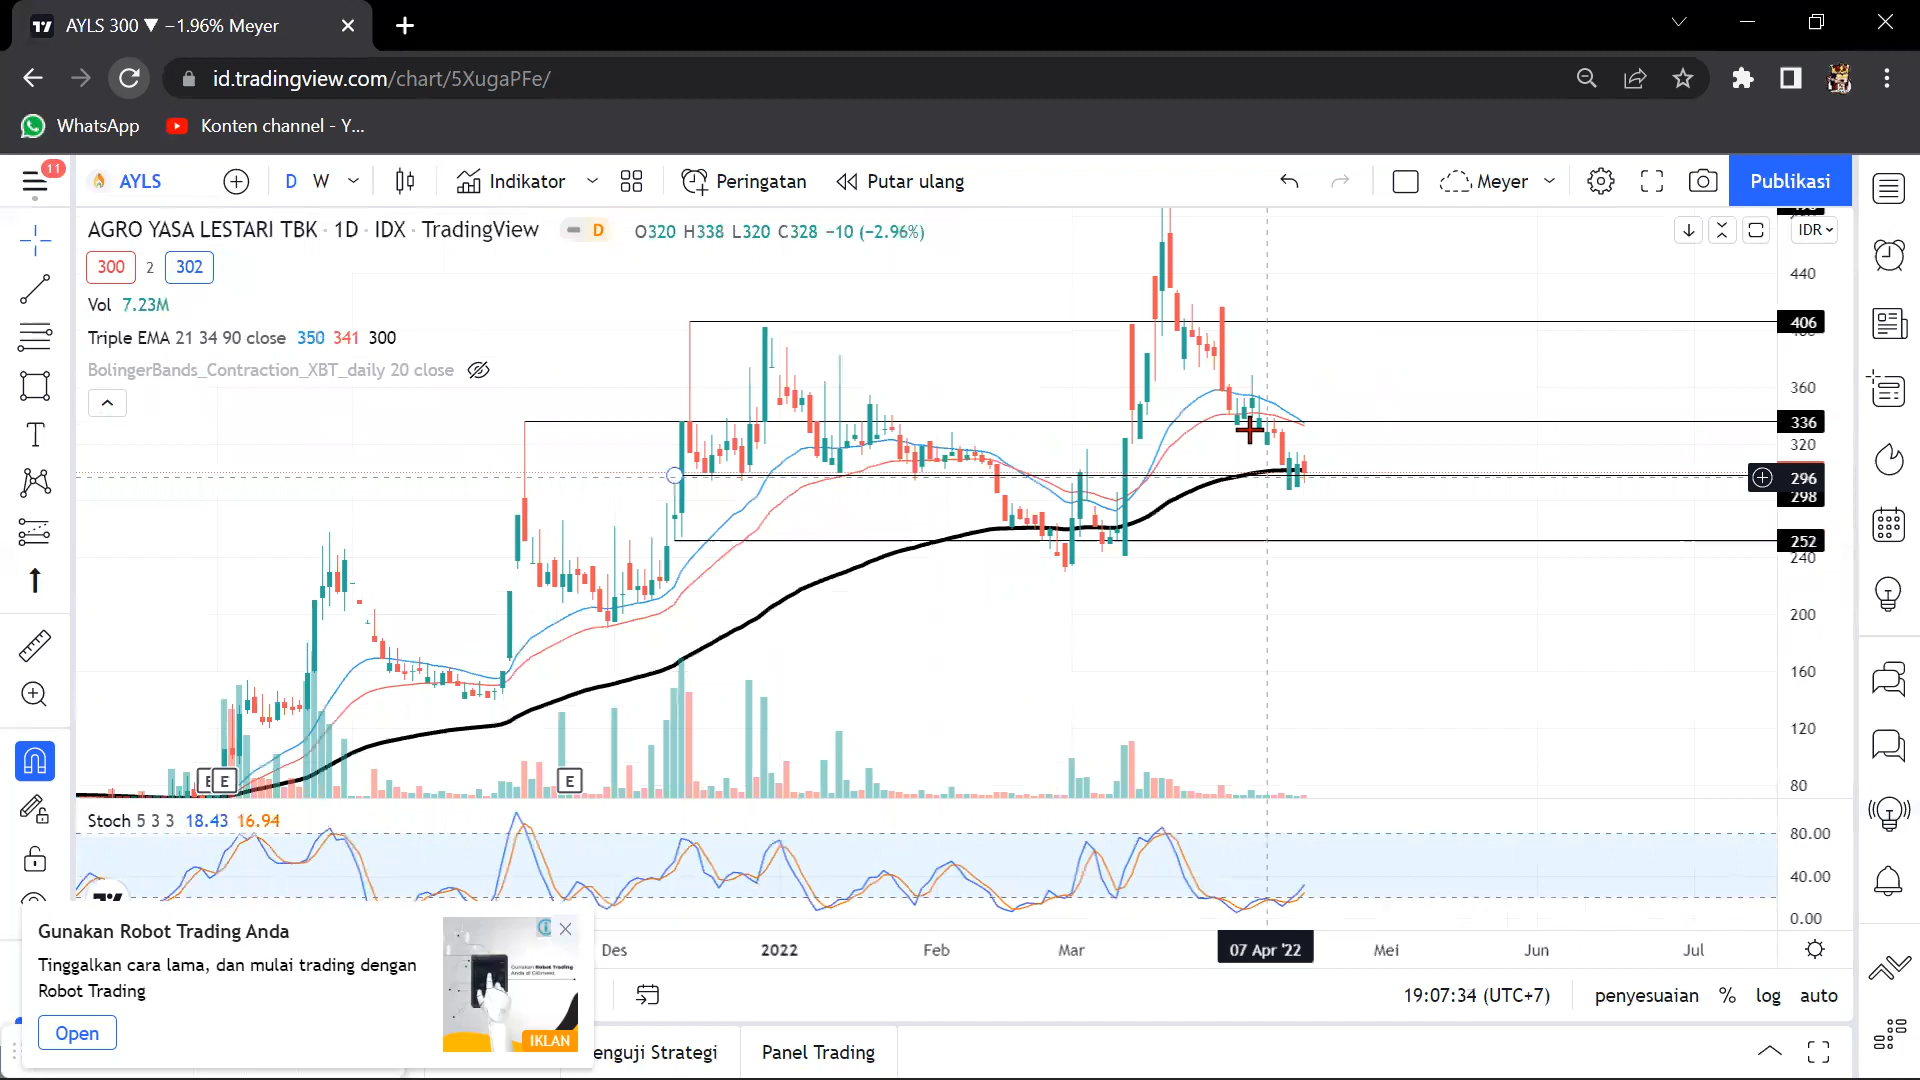 AYLS 300 ▼ −1.96% Meyer
id.tradingview.com/chart/5XugaPFe/
WhatsApp
Konten channel - Y...
11
AYLS
D W
Indikator
Peringatan
Putar ulang
Meyer
Publikasi
AGRO YASA LESTARI TBK · 1D · IDX · TradingView
D
O320 H338 L320 C328 −10 (−2.96%)
IDR
300 2 302
Vol 7.23M
Triple EMA 21 34 90 close 350 341 300
BolingerBands_Contraction_XBT_daily 20 close
440
406
360
336
320
296
298
252
240
200
160
120
80
E E
E
Stoch 5 3 3 18.43 16.94
80.00
40.00
0.00
Des
2022
Feb
Mar
07 Apr '22
Mei
Jun
Jul
Gunakan Robot Trading Anda
Tinggalkan cara lama, dan mulai trading dengan
Robot Trading
Open
Gunakan Robot Trading
IKLAN
19:07:34 (UTC+7)
penyesuaian % log auto
enguji Strategi
Panel Trading